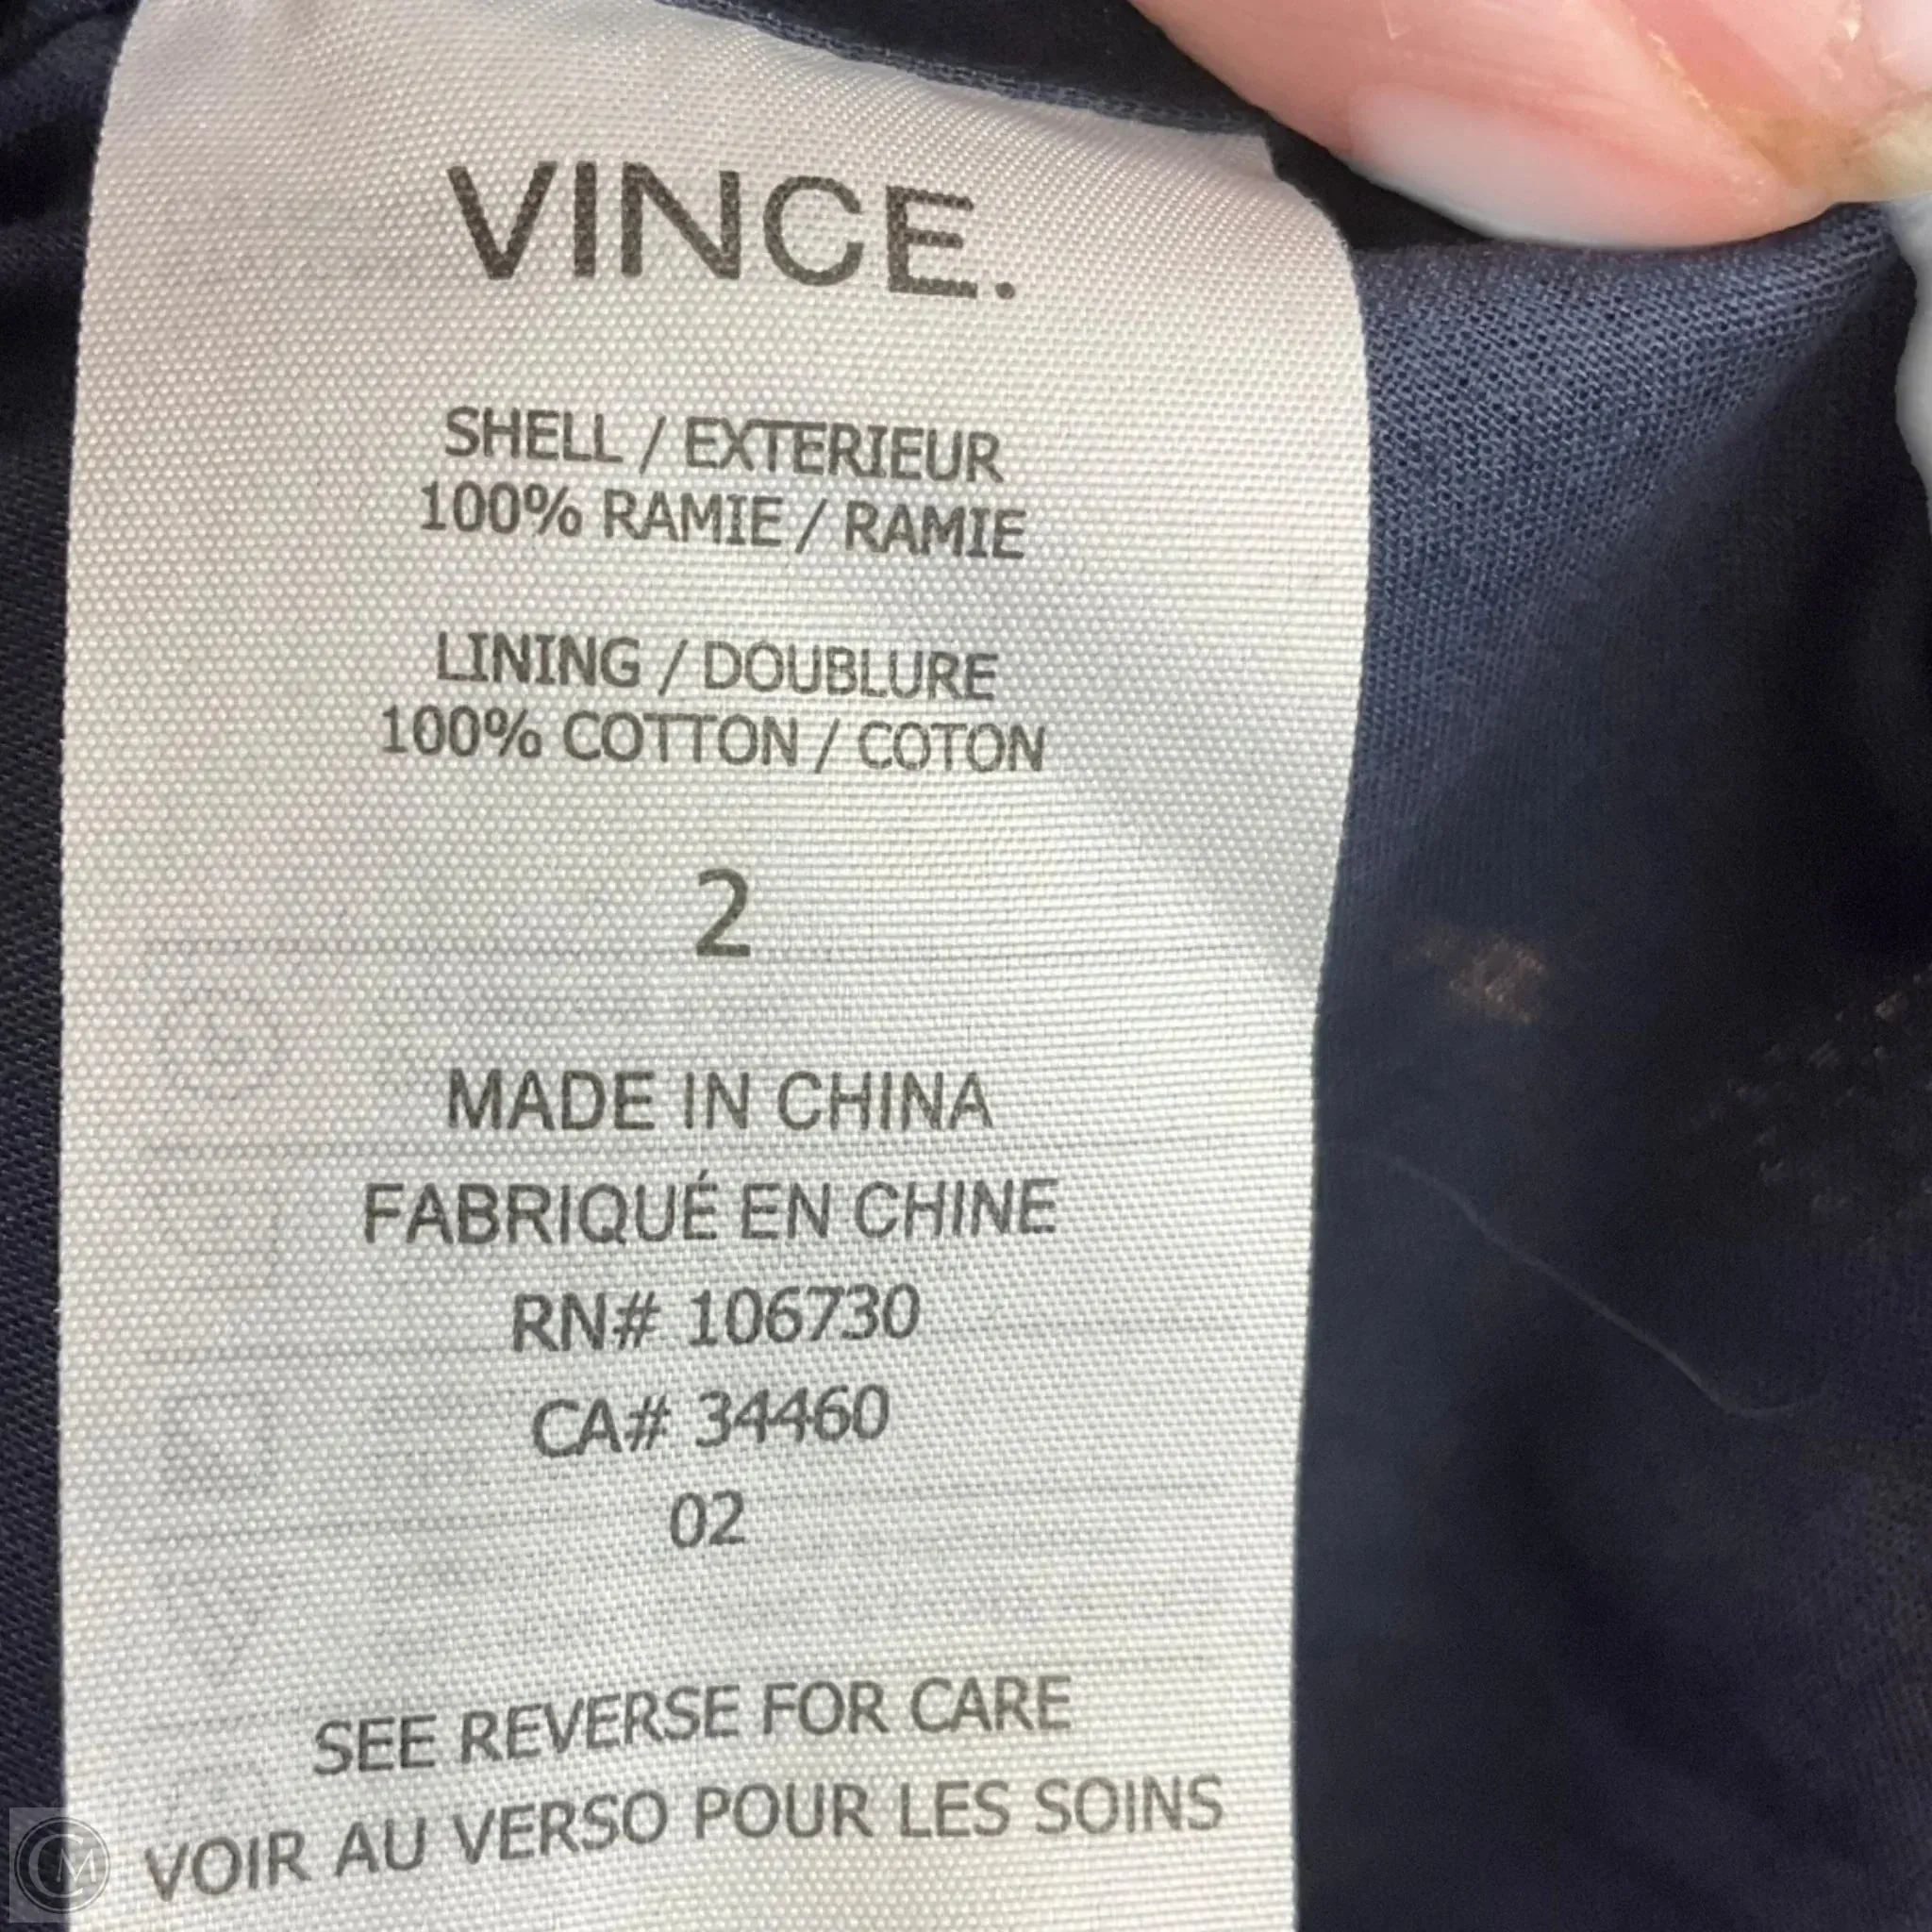 VINCE.
SHELL / EXTERIEUR
100% RAMIE / RAMIE
LINING / DOUBLURE
100% COTTON / COTON
2
MADE IN CHINA
FABRIQUÉ EN CHINE
RN# 106730
CA# 34460
02
SEE REVERSE FOR CARE
VOIR AU VERSO POUR LES SOINS
CM